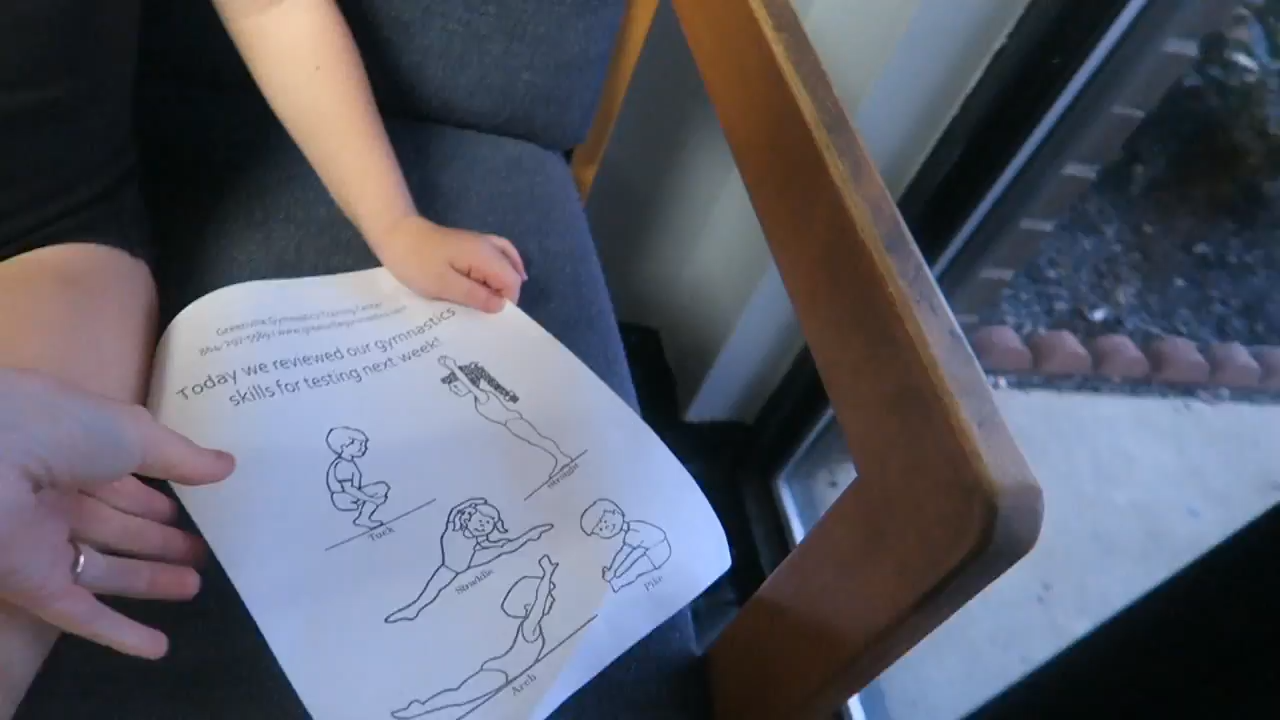 Greenville Gymnastics Training Center
Today we reviewed our gymnastics
skills for testing next week!
Straight
Tuck
Straddle
Pike
Arch